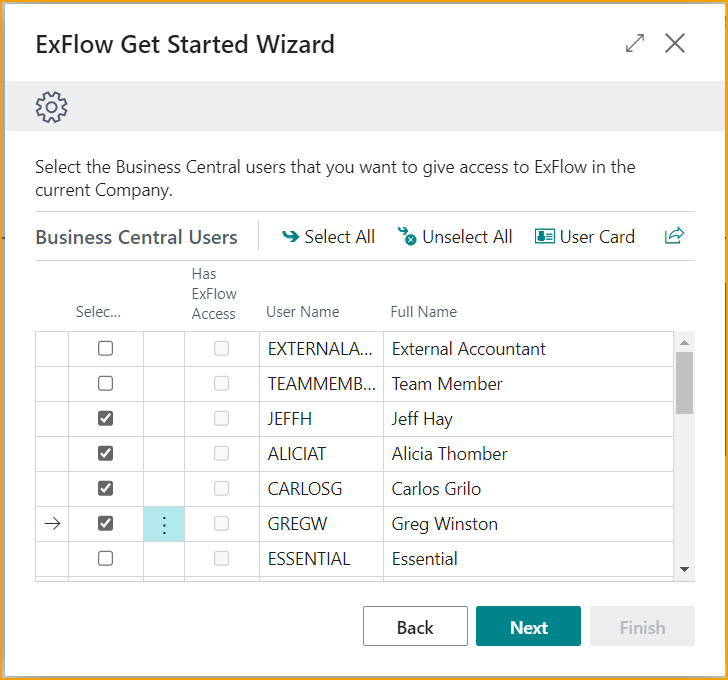 ExFlow Get Started Wizard
Select the Business Central users that you want to give access to ExFlow in the
current Company.
Business Central Users Select All Unselect All User Card
Selec... Has ExFlow Access User Name Full Name
EXTERNALA... External Accountant
TEAMMEMB... Team Member
JEFFH Jeff Hay
ALICIAT Alicia Thomber
CARLOSG Carlos Grilo
GREGW Greg Winston
ESSENTIAL Essential
Back Next Finish